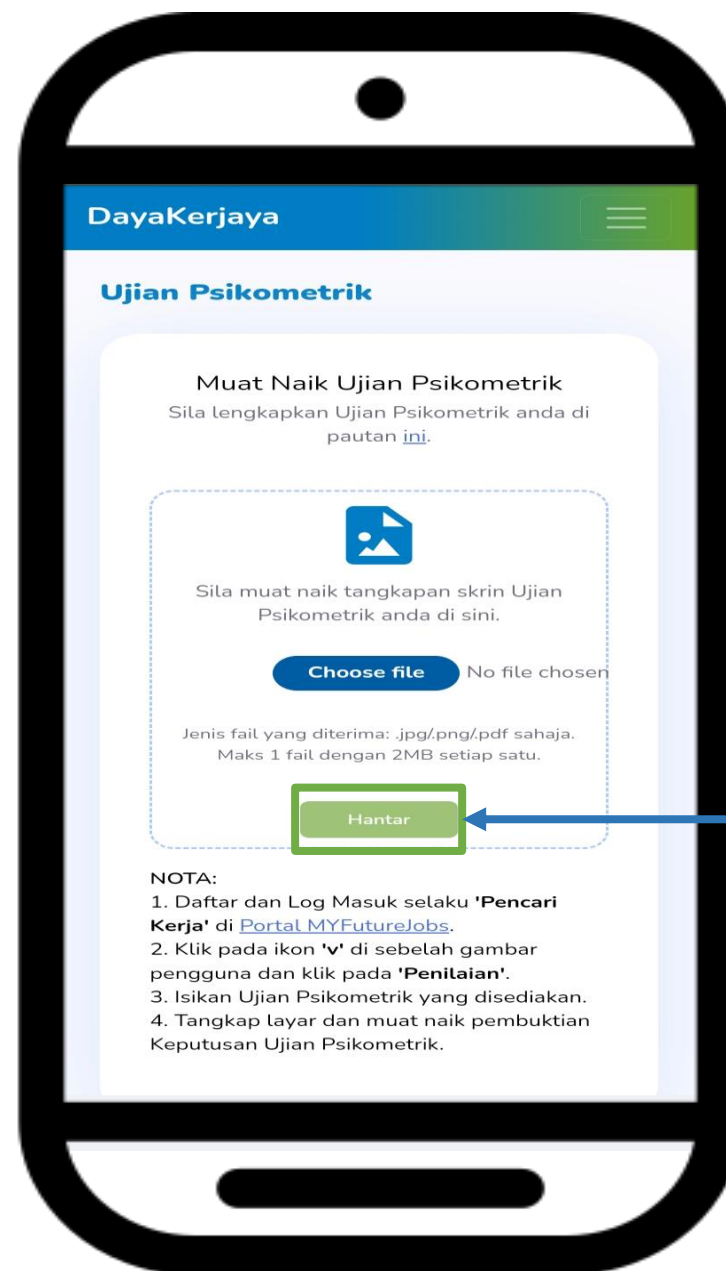 DayaKerjaya
Ujian Psikometrik
Muat Naik Ujian Psikometrik
Sila lengkapkan Ujian Psikometrik anda di
pautan ini.
Sila muat naik tangkapan skrin Ujian
Psikometrik anda di sini.
Choose file No file chosen
Jenis fail yang diterima: .jpg/.png/.pdf sahaja.
Maks 1 fail dengan 2MB setiap satu.
Hantar
NOTA:
1. Daftar dan Log Masuk selaku 'Pencari
Kerja' di Portal MYFutureJobs.
2. Klik pada ikon 'v' di sebelah gambar
pengguna dan klik pada 'Penilaian'.
3. Isikan Ujian Psikometrik yang disediakan.
4. Tangkap layar dan muat naik pembuktian
Keputusan Ujian Psikometrik.